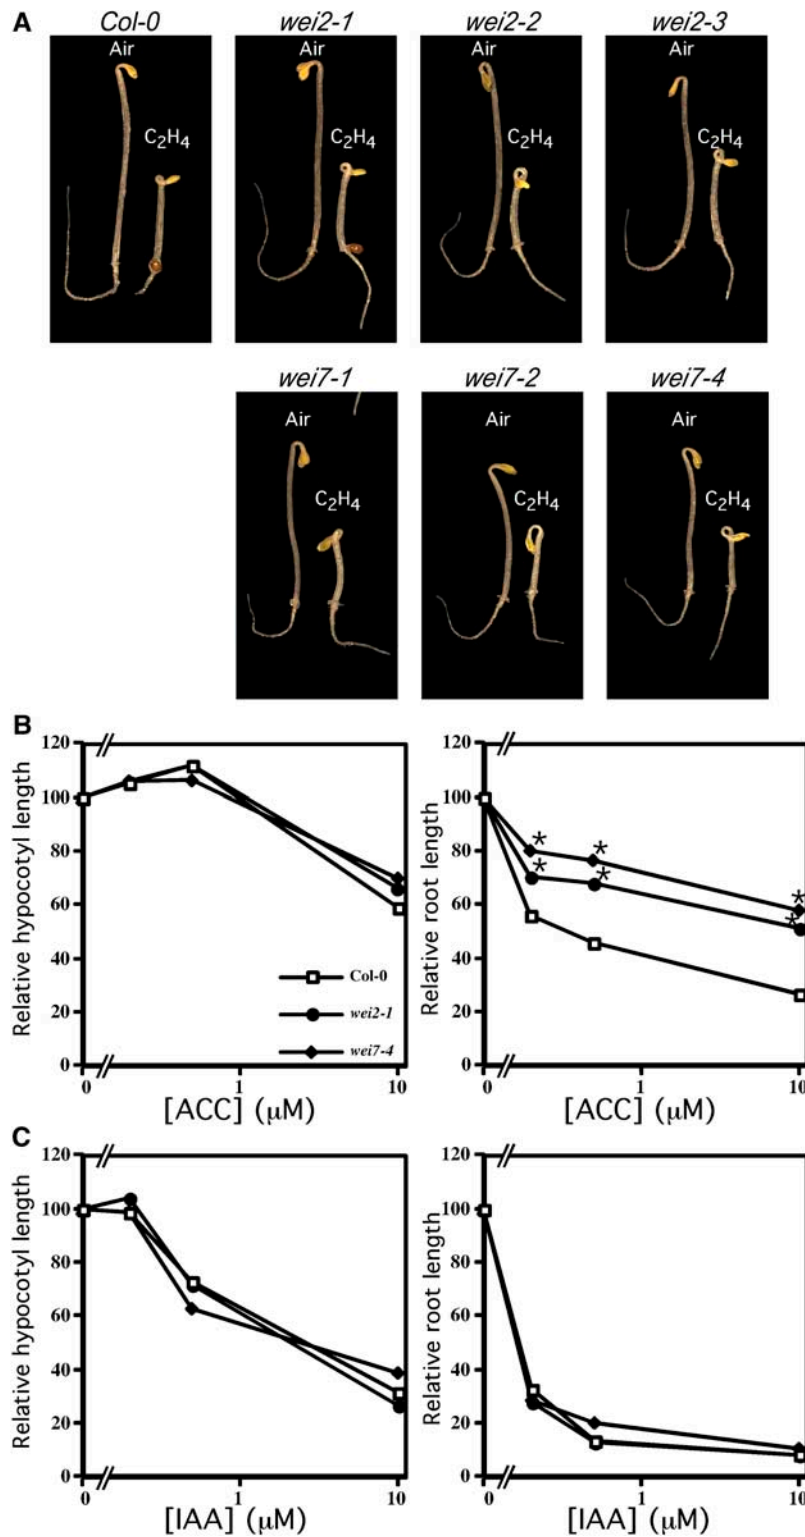 A
Col-0
wei2-1
wei2-2
wei2-3
Air
Air
Air
Air
C₂H₄
C₂H₄
C₂H₄
C₂H₄
wei7-1
wei7-2
wei7-4
Air
Air
Air
C₂H₄
C₂H₄
C₂H₄
B
Relative hypocotyl length
120
100
80
60
40
20
0
Col-0
wei2-1
wei7-4
0
1
10
[ACC] (μM)
Relative root length
120
100
80
60
40
20
0
*
*
*
*
*
*
0
1
10
[ACC] (μM)
C
Relative hypocotyl length
120
100
80
60
40
20
0
0
1
10
[IAA] (μM)
Relative root length
120
100
80
60
40
20
0
0
1
10
[IAA] (μM)